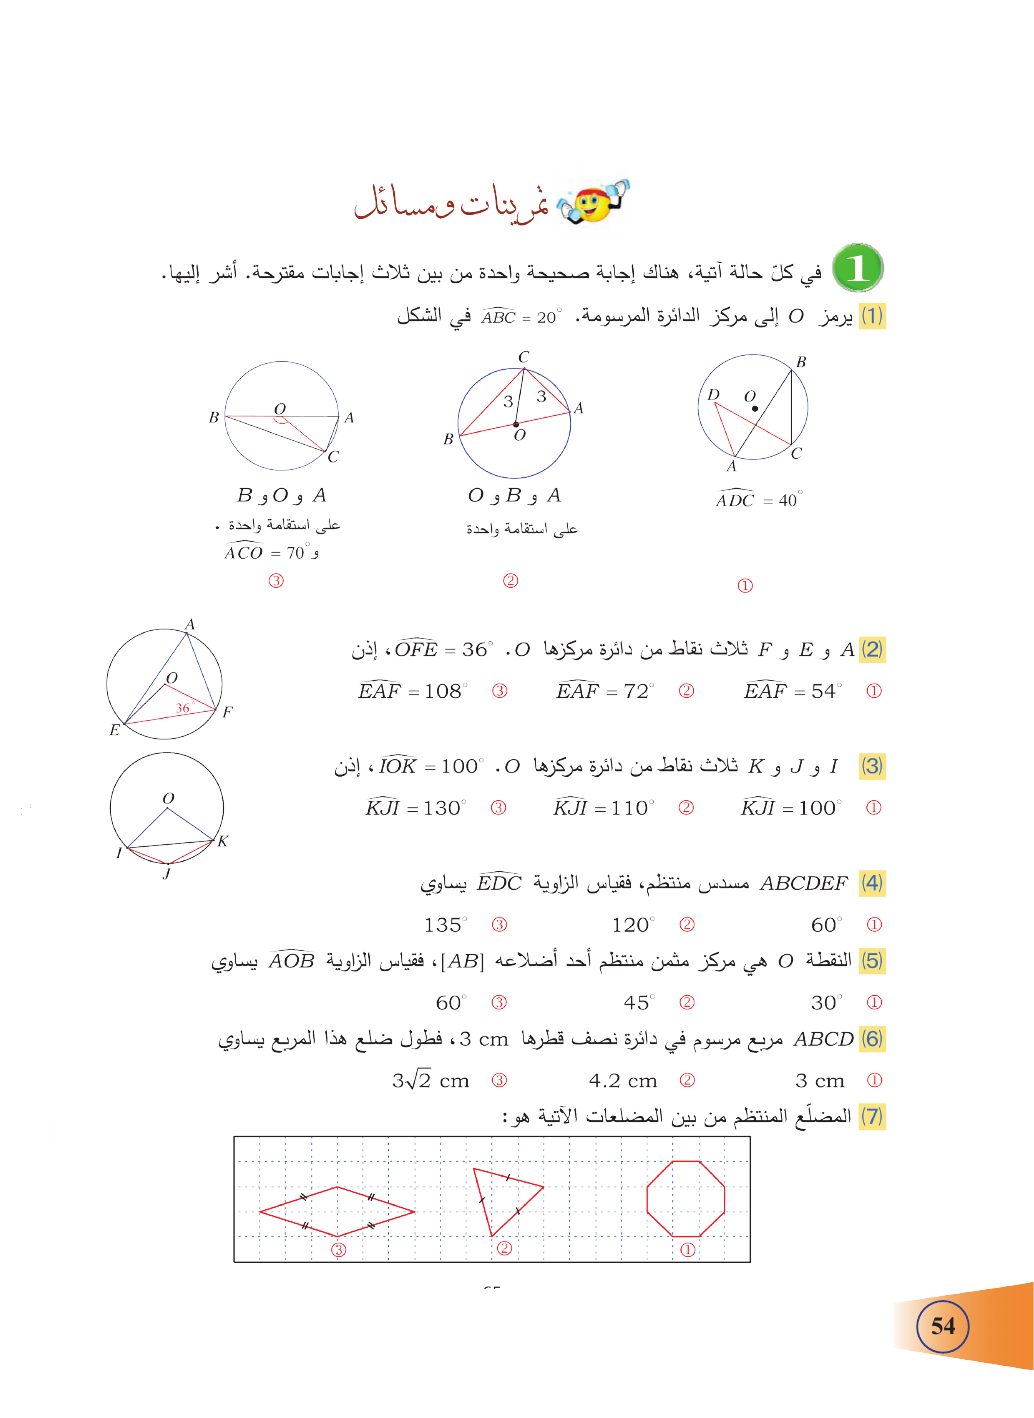 تمرينات ومسائل
1 في كلّ حالة آتية، هناك إجابة صحيحة واحدة من بين ثلاث إجابات مقترحة. أشر إليها.
(1) يرمز O إلى مركز الدائرة المرسومة. ABC = 20° في الشكل
B O A C
C 3 3 A B O
B D O C A
A وO وB
على استقامة واحدة .
وACO = 70°
③
A وB وO
على استقامة واحدة
②
ADC = 40°
①
(2) A و E و F ثلاث نقاط من دائرة مركزها O. OFE = 36°، إذن
① EAF = 54° ② EAF = 72° ③ EAF = 108°
A O 36° F E
(3) I و J و K ثلاث نقاط من دائرة مركزها O. IOK = 100°، إذن
① KJI = 100° ② KJI = 110° ③ KJI = 130°
O I K J
(4) ABCDEF مسدس منتظم، فقياس الزاوية EDC يساوي
① 60° ② 120° ③ 135°
(5) النقطة O هي مركز مثمن منتظم أحد أضلاعه [AB]، فقياس الزاوية AOB يساوي
① 30° ② 45° ③ 60°
(6) ABCD مربع مرسوم في دائرة نصف قطرها 3 cm، فطول ضلع هذا المربع يساوي
① 3 cm ② 4.2 cm ③ 3√2 cm
(7) المضلّع المنتظم من بين المضلعات الآتية هو:
① ② ③
54